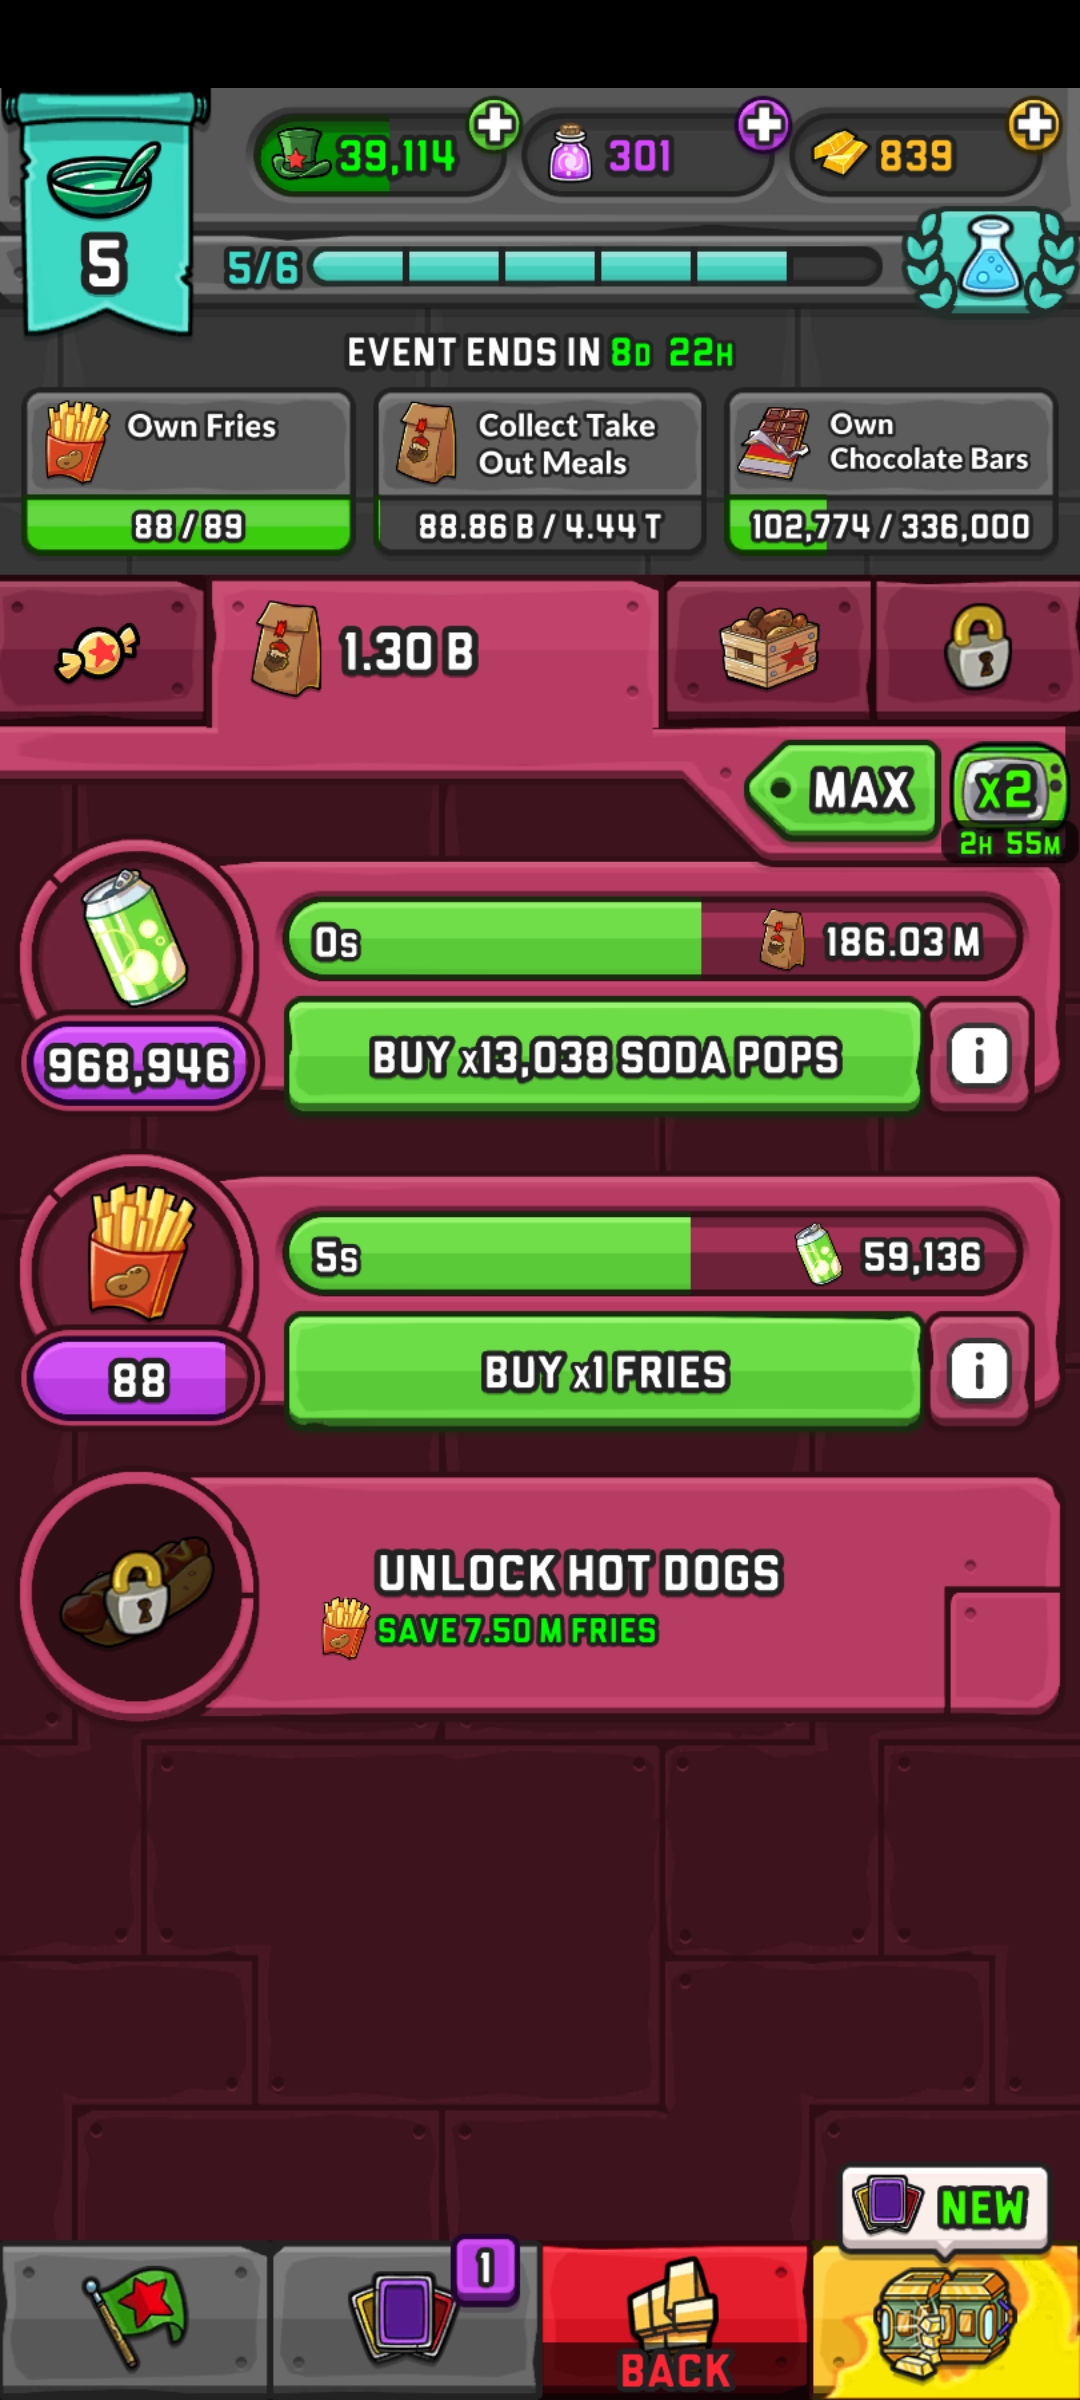 39,114
301
839
5
5/6
EVENT ENDS IN 8D 22H
Own Fries
88/89
Collect Take
Out Meals
88.86 B / 4.44 T
Own
Chocolate Bars
102,774 / 336,000
1.30 B
MAX
x2
2H 55M
0s
186.03 M
968,946
BUY x13,038 SODA POPS
i
5s
59,136
88
BUY x1 FRIES
i
UNLOCK HOT DOGS
SAVE 7.50 M FRIES
NEW
1
BACK